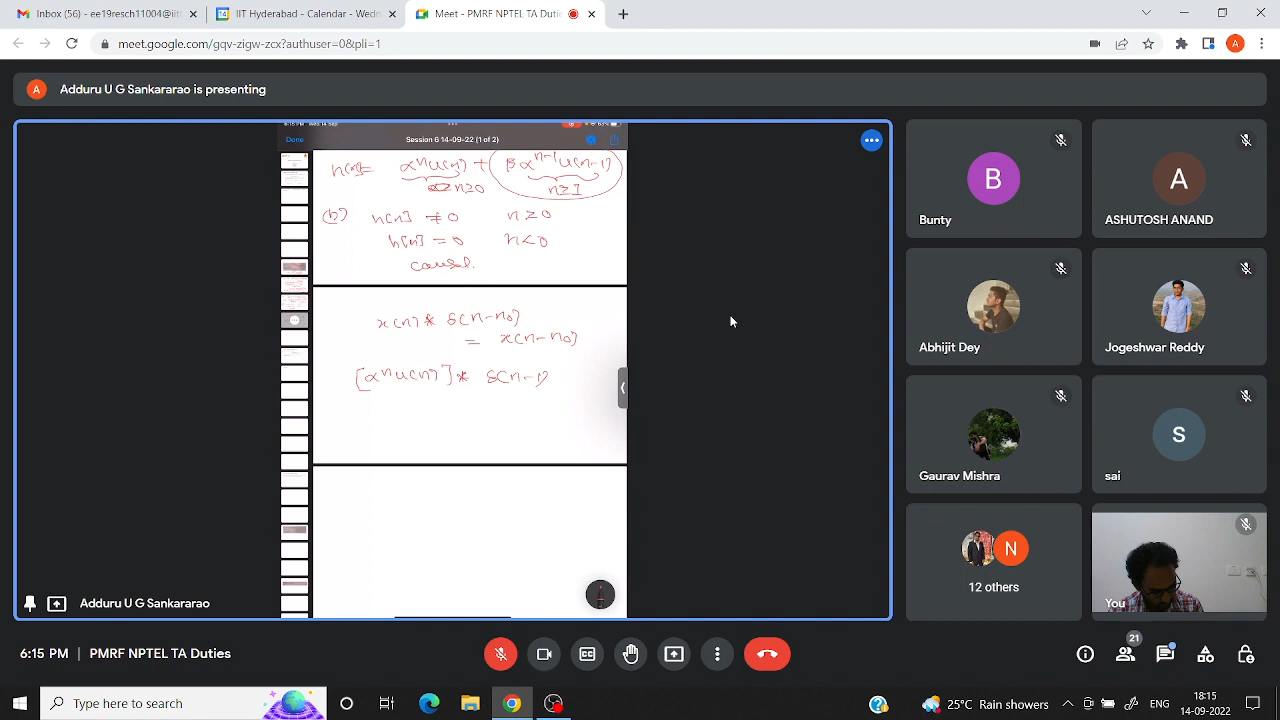 Inbox (60) - ee19resch11004@iit
IIT Hyderabad - Calendar - Wedn
Meet - PMRF NPTEL TA Duties
meet.google.com/gqv-zigw-zcx?authuser=0&pli=1
A
A
Adduru U G Sankararao is presenting
Done
Session 6 14-09-22 (1 of 2)
63%
h[n]= α^n u(n) + β α^{n-1} u(n-1)
n≥0
n≥1
(b) h[n] ≠0 n≥0
h[n] =0 n<0
causal
x(n) * δ(n-n0)
= x(n-n0)
[α^n u(n)] * δ(n-1)
B
Bunty
A
ASHUTOSH ANAND
Abhijit Dey
Jogeshwar Reddy
Gaurav Mishra
S
sai
N
12 others
You
Adduru U G Sankararao
6:15 PM | PMRF NPTEL TA Duties
21
Type here to search
25°C Rain showers
ENG
18:15
14-09-2022